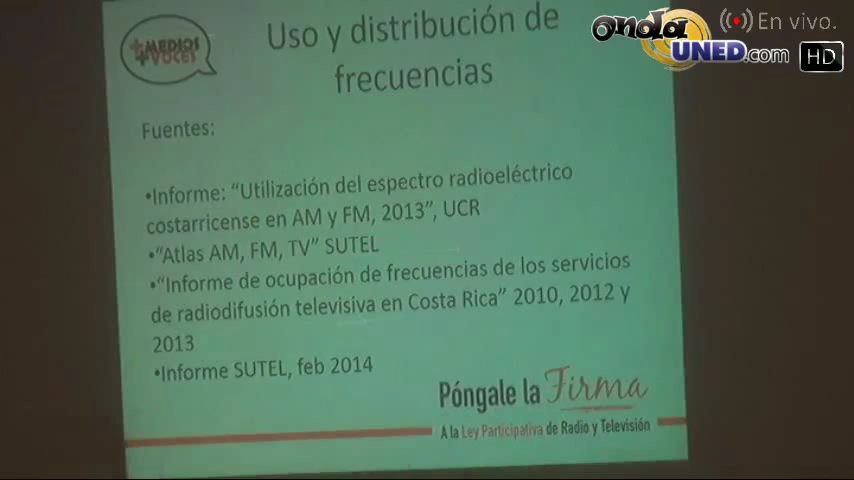 +MEDIOS
+VOCES
Uso y distribución de
frecuencias
onda
UNED.com
En vivo.
HD
Fuentes:
•Informe: “Utilización del espectro radioeléctrico
costarricense en AM y FM, 2013”, UCR
•“Atlas AM, FM, TV” SUTEL
•“Informe de ocupación de frecuencias de los servicios
de radiodifusión televisiva en Costa Rica” 2010, 2012 y
2013
•Informe SUTEL, feb 2014
Póngale la Firma
A la Ley Participativa de Radio y Televisión